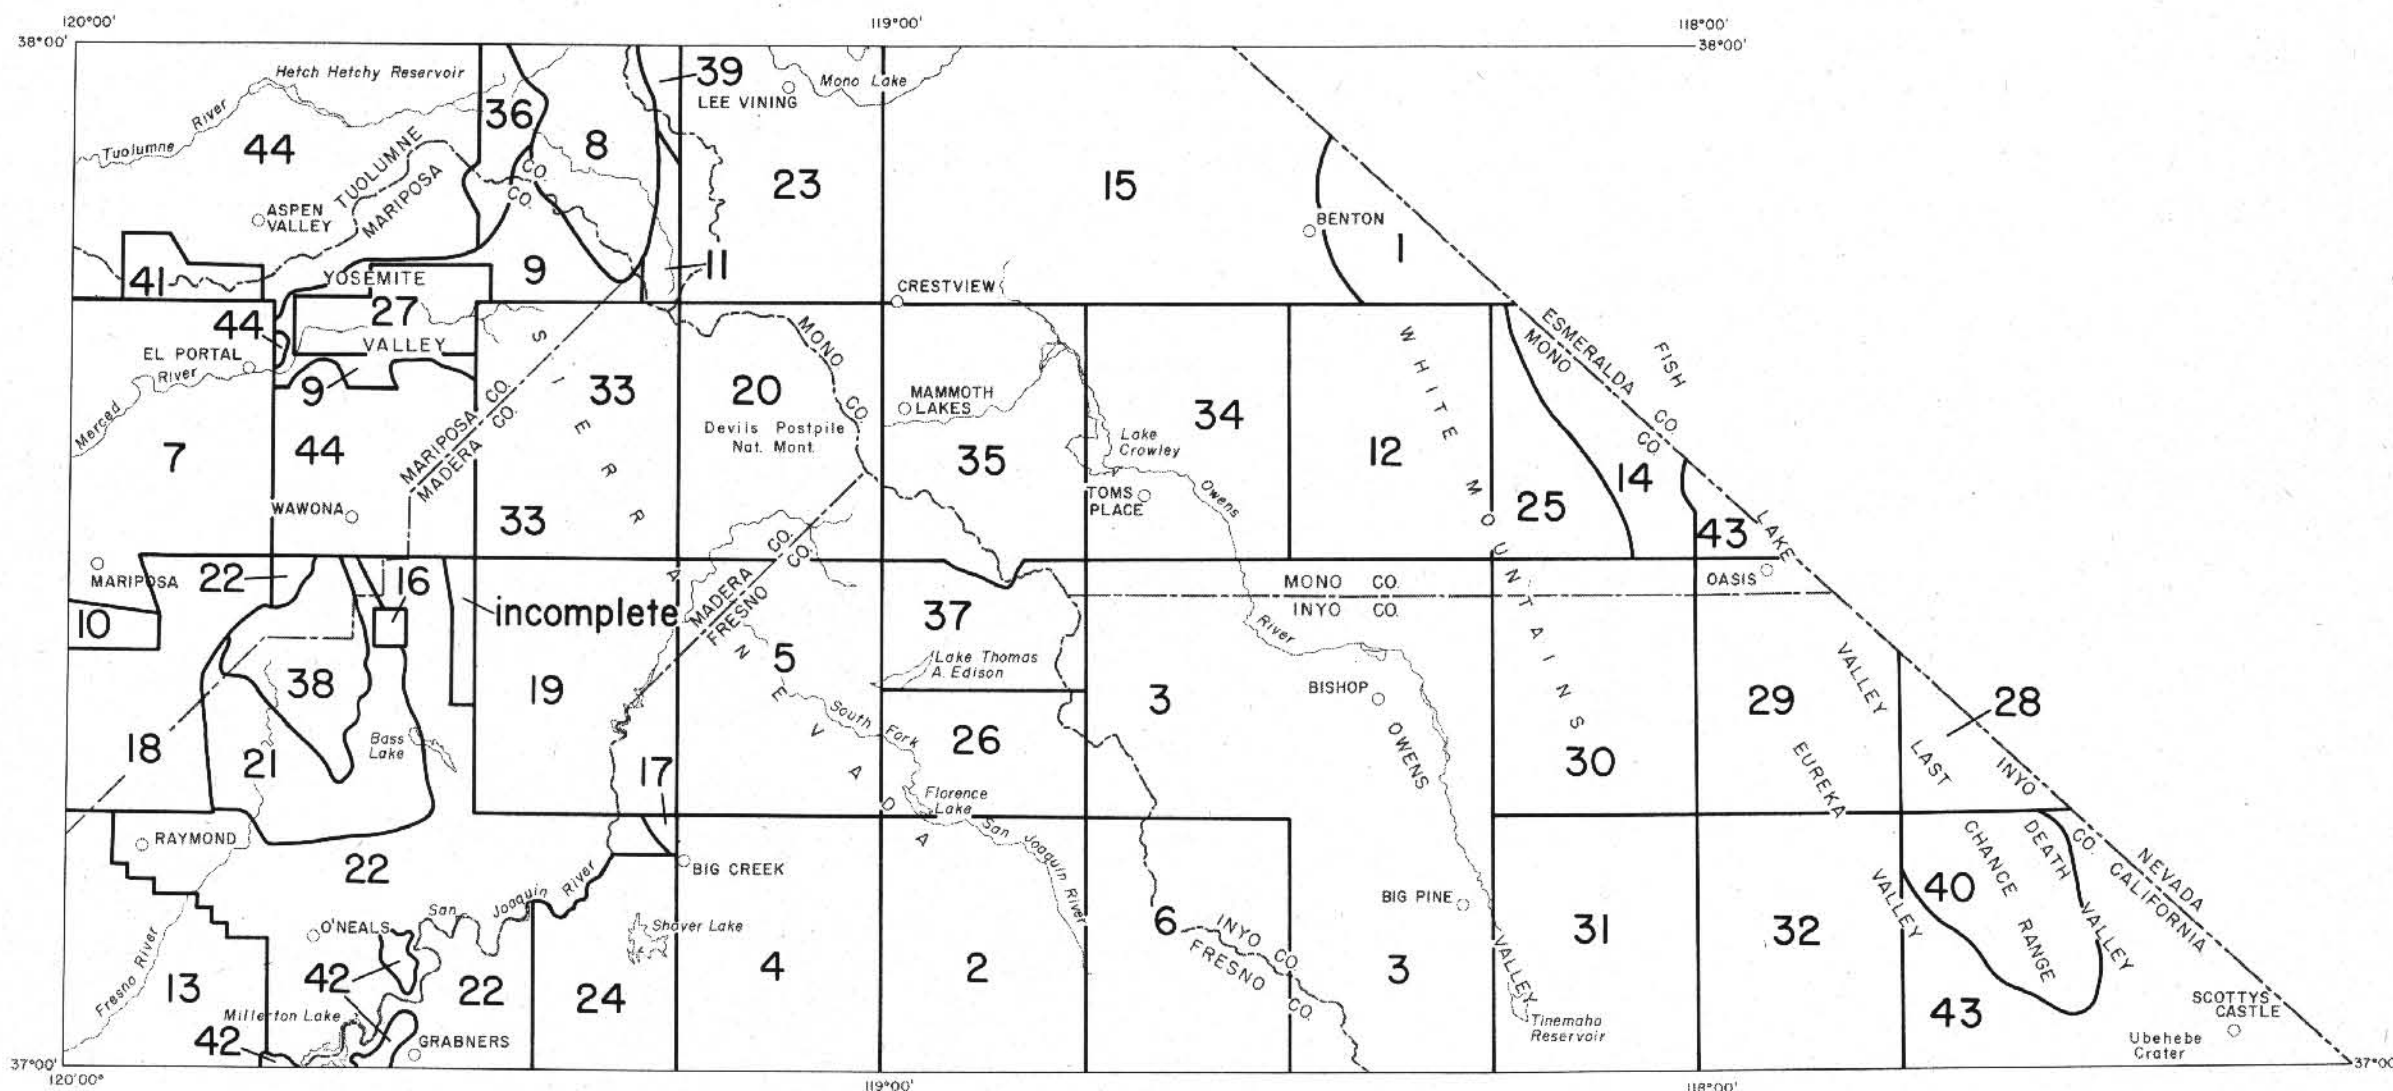 120°00'
119°00'
118°00'
38°00'
38°00'
Hetch Hetchy Reservoir
39
LEE VINING
Mono Lake
36
River
Tuolumne
44
TUOLUMNE CO.
MARIPOSA CO.
8
23
15
ASPEN
VALLEY
BENTON
1
41
YOSEMITE
9
11
27
CRESTVIEW
44
VALLEY
EL PORTAL
River
Merced
9
SIERRA
33
20
MONO CO.
Devils Postpile
Nat. Mont.
MAMMOTH
LAKES
34
WHITE MOUNTAINS
ESMERALDA CO.
MONO CO.
FISH
LAKE
VALLEY
7
44
MARIPOSA CO.
MADERA CO.
35
Lake
Crowley
12
14
WAWONA
33
TOMS
PLACE
Owens
25
43
MARIPOSA
22
16
incomplete
MADERA CO.
FRESNO CO.
MONO CO.
INYO CO.
OASIS
10
37
River
38
19
5
NEVADA
Lake Thomas
A. Edison
3
BISHOP
29
28
18
21
Bass
Lake
South Fork
26
OWENS
VALLEY
30
EUREKA
VALLEY
LAST
CHANCE
RANGE
INYO CO.
17
Florence
Lake
San Joaquin River
RAYMOND
22
BIG CREEK
DEATH
VALLEY
NEVADA
CALIFORNIA
40
San Joaquin River
BIG PINE
O'NEALS
Shaver Lake
6
INYO CO.
FRESNO CO.
31
32
Fresno River
13
42
22
24
4
2
3
43
SCOTTYS
CASTLE
Millerton Lake
42
GRABNERS
Tinemaha
Reservoir
Ubehebe
Crater
37°00'
37°00'
120°00'
119°00'
118°00'